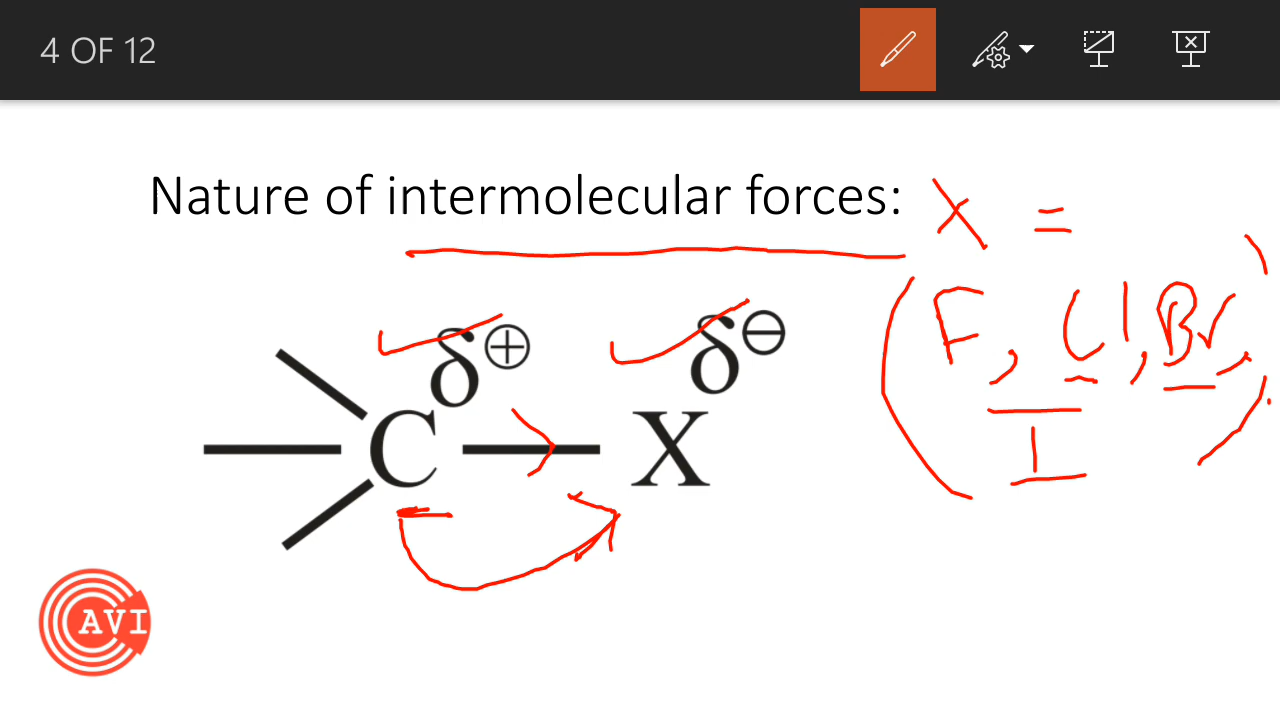 4 OF 12
Nature of intermolecular forces:
X =
(F, Cl, Br,
I)
δ⊕ δ⊖
C X
AVI